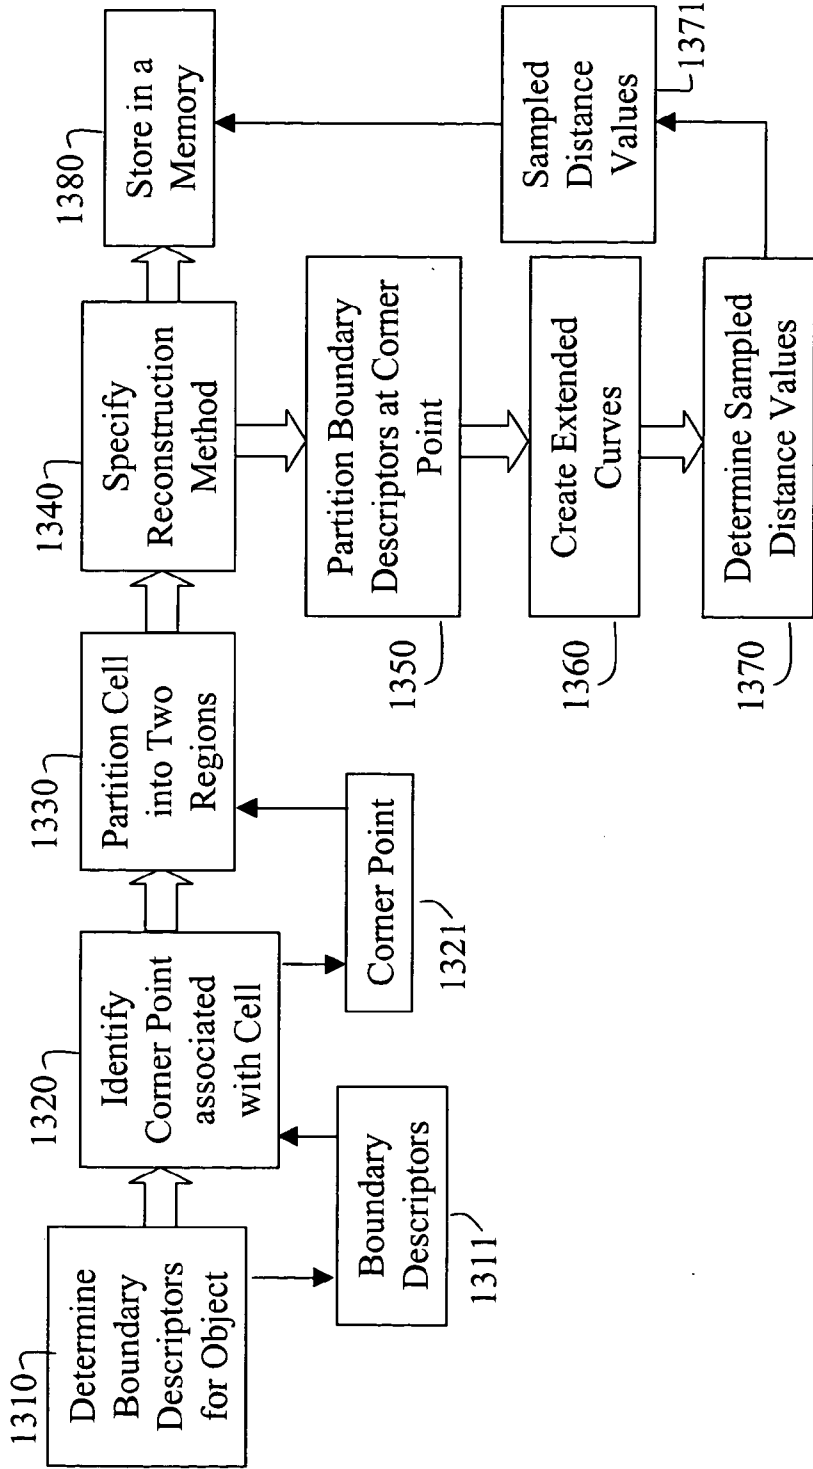 1310
Determine
Boundary
Descriptors
for Object
Boundary
Descriptors
1311
1320
Identify
Corner Point
associated
with Cell
Corner Point
1321
1330
Partition Cell
into Two
Regions
1340
Specify
Reconstruction
Method
1350
Partition Boundary
Descriptors at Corner
Point
1360
Create Extended
Curves
1370
Determine Sampled
Distance Values
Sampled
Distance
Values
1371
1380
Store in a
Memory